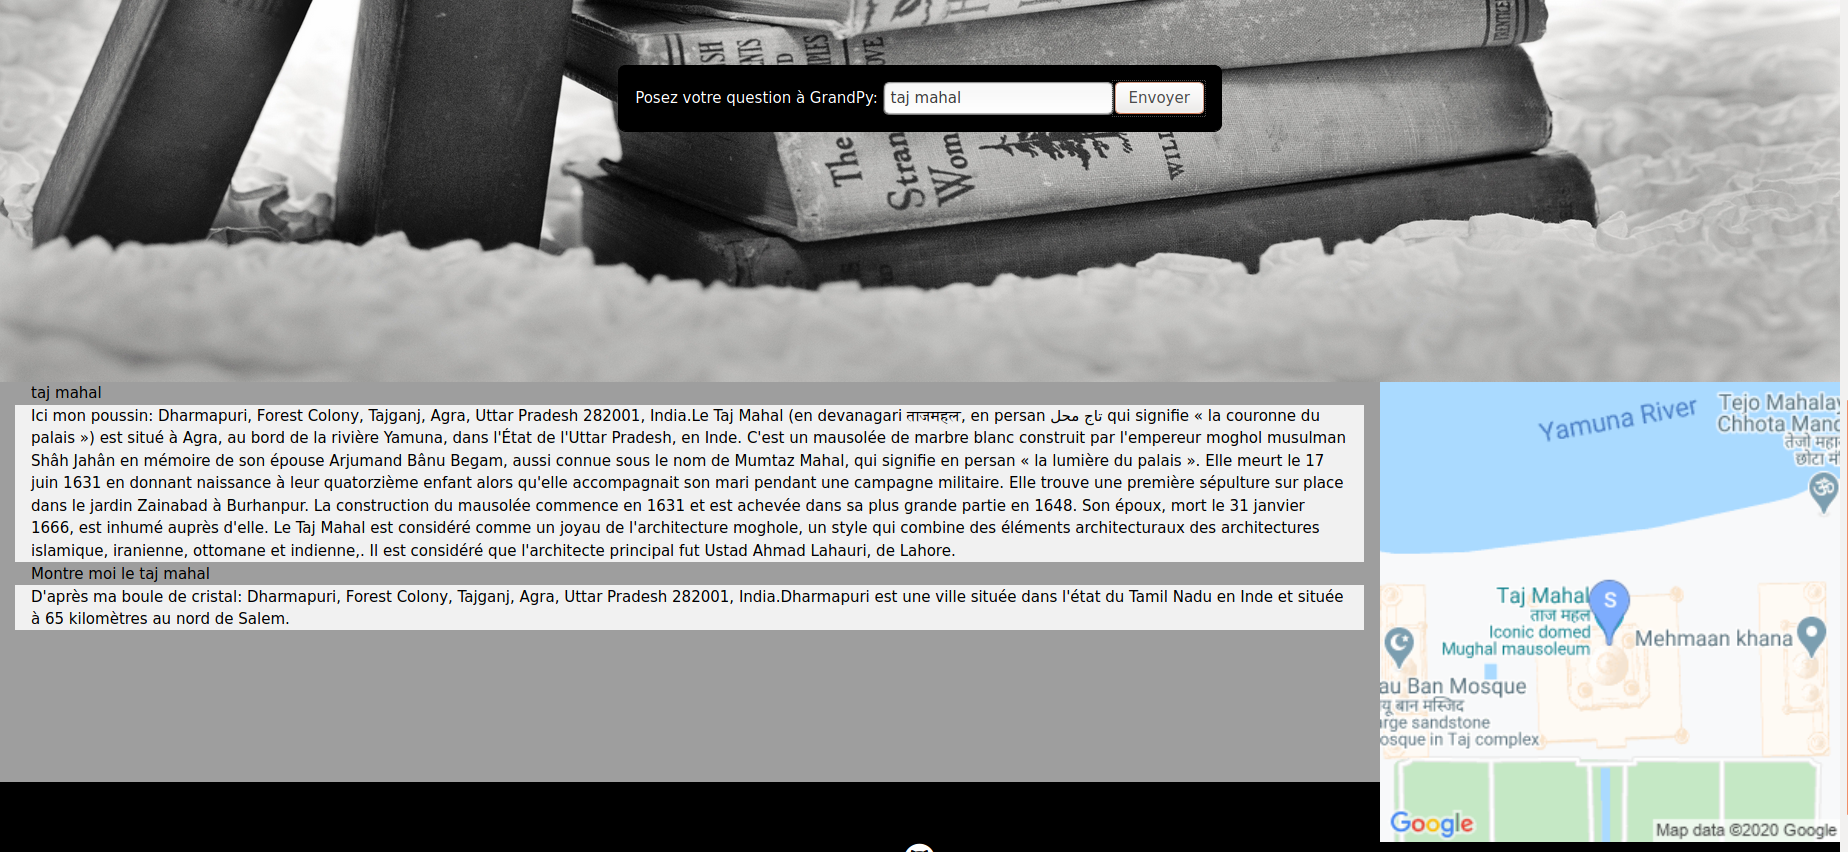 PRENTICE
The
Stran
Wom
WILL
Posez votre question à GrandPy: taj mahal Envoyer
taj mahal
Ici mon poussin: Dharmapuri, Forest Colony, Tajganj, Agra, Uttar Pradesh 282001, India.Le Taj Mahal (en devanagari ताजमहल, en persan تاج محل qui signifie « la couronne du
palais ») est situé à Agra, au bord de la rivière Yamuna, dans l'État de l'Uttar Pradesh, en Inde. C'est un mausolée de marbre blanc construit par l'empereur moghol musulman
Shâh Jahân en mémoire de son épouse Arjumand Bânu Begam, aussi connue sous le nom de Mumtaz Mahal, qui signifie en persan « la lumière du palais ». Elle meurt le 17
juin 1631 en donnant naissance à leur quatorzième enfant alors qu'elle accompagnait son mari pendant une campagne militaire. Elle trouve une première sépulture sur place
dans le jardin Zainabad à Burhanpur. La construction du mausolée commence en 1631 et est achevée dans sa plus grande partie en 1648. Son époux, mort le 31 janvier
1666, est inhumé auprès d'elle. Le Taj Mahal est considéré comme un joyau de l'architecture moghole, un style qui combine des éléments architecturaux des architectures
islamique, iranienne, ottomane et indienne,. Il est considéré que l'architecte principal fut Ustad Ahmad Lahauri, de Lahore.
Montre moi le taj mahal
D'après ma boule de cristal: Dharmapuri, Forest Colony, Tajganj, Agra, Uttar Pradesh 282001, India.Dharmapuri est une ville située dans l'état du Tamil Nadu en Inde et située
à 65 kilomètres au nord de Salem.
Yamuna River
Tejo Mahalay
Chhota Mand
तेजो महा
छोटा मं
Taj Mahal
ताज महल
Iconic domed
Mughal mausoleum
S
Mehmaan khana
au Ban Mosque
यू बान मस्जिद
arge sandstone
osque in Taj complex
Google
Map data ©2020 Google